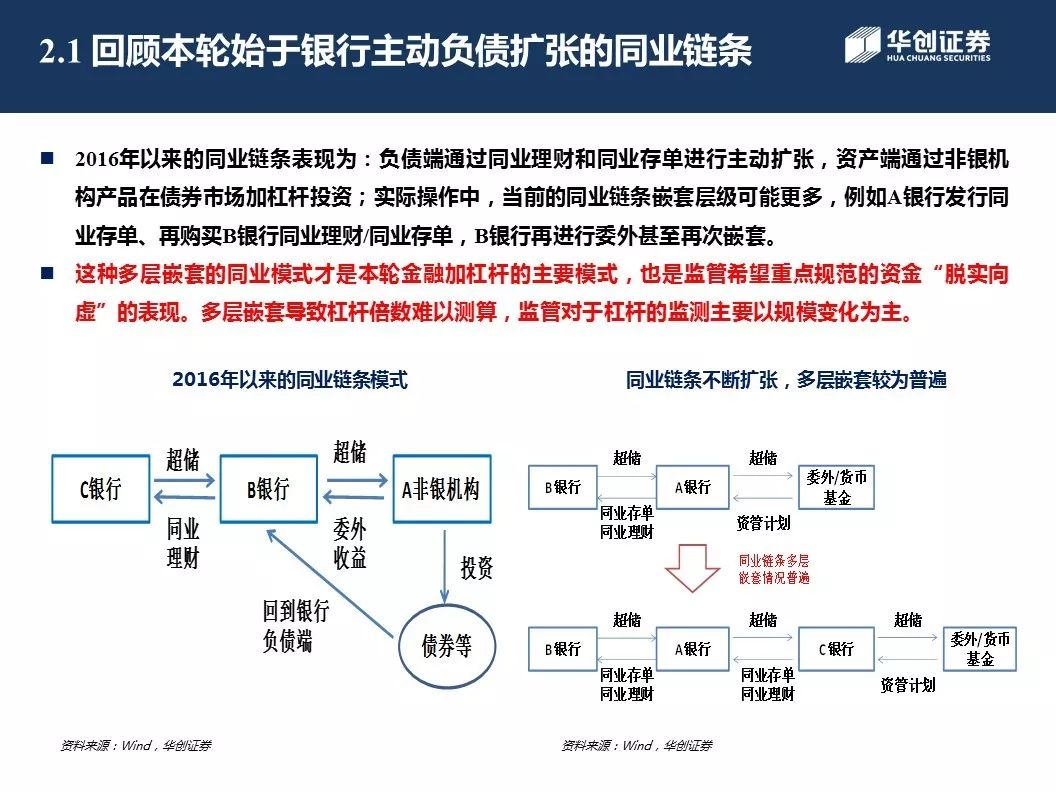 2.1 回顾本轮始于银行主动负债扩张的同业链条
华创证券
HUA CHUANG SECURITIES
2016年以来的同业链条表现为：负债端通过同业理财和同业存单进行主动扩张，资产端通过非银机
构产品在债券市场加杠杆投资；实际操作中，当前的同业链条嵌套层级可能更多，例如A银行发行同
业存单、再购买B银行同业理财/同业存单，B银行再进行委外甚至再次嵌套。
这种多层嵌套的同业模式才是本轮金融加杠杆的主要模式，也是监管希望重点规范的资金“脱实向
虚”的表现。多层嵌套导致杠杆倍数难以测算，监管对于杠杆的监测主要以规模变化为主。
2016年以来的同业链条模式
C银行
超储
同业
理财
B银行
超储
委外
收益
A非银机构
投资
回到银行
负债端
债券等
资料来源：Wind，华创证券
同业链条不断扩张，多层嵌套较为普遍
B银行
超储
同业存单
同业理财
A银行
超储
资管计划
委外/货币
基金
同业链条多层
嵌套情况普遍
B银行
超储
同业存单
同业理财
A银行
超储
同业存单
同业理财
C银行
超储
资管计划
委外/货币
基金
资料来源：Wind，华创证券